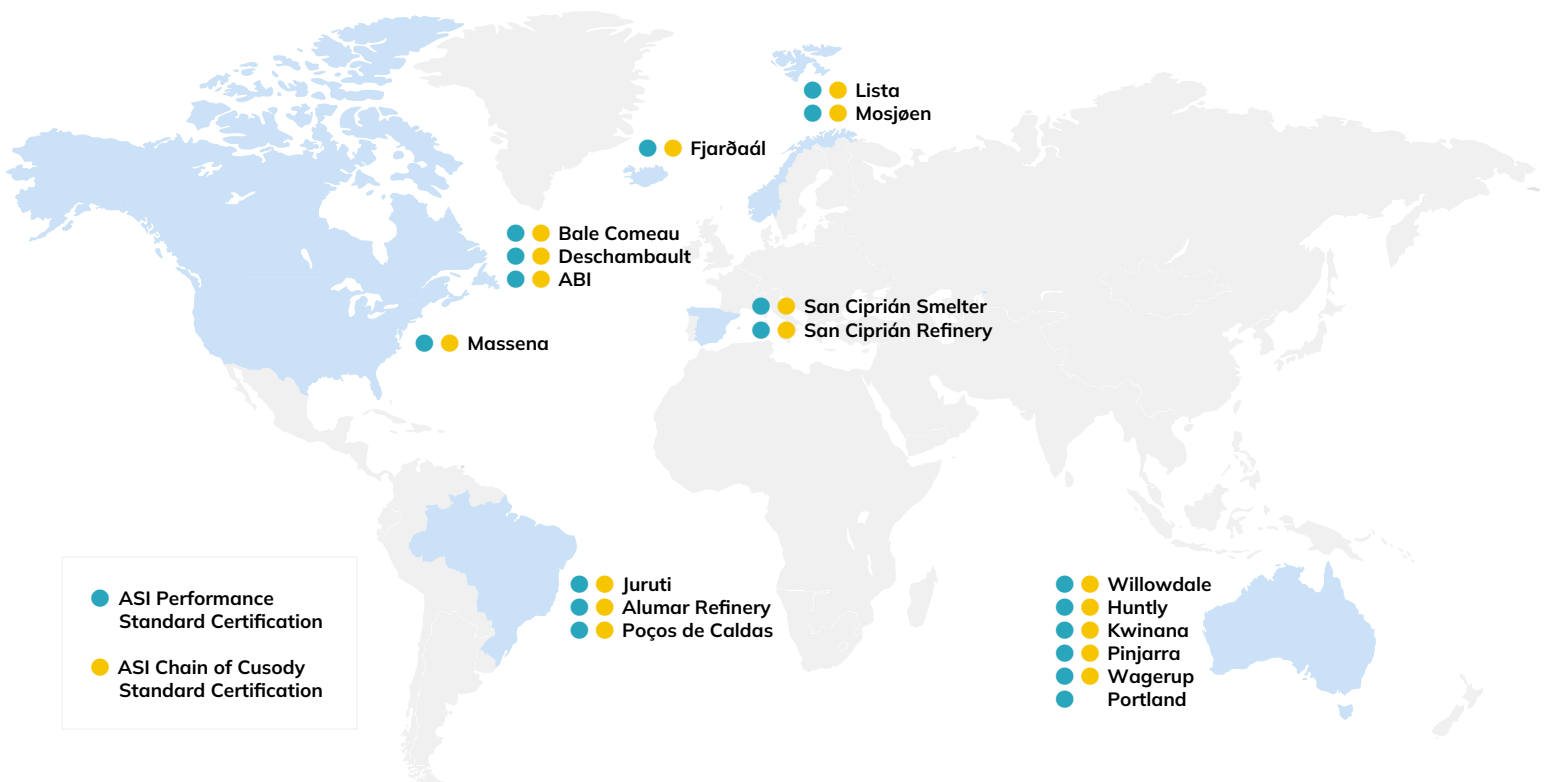 Lista
Mosjøen
Fjarðaál
Bale Comeau
Deschambault
ABI
San Ciprián Smelter
San Ciprián Refinery
Massena
Juruti
Alumar Refinery
Poços de Caldas
Willowdale
Huntly
Kwinana
Pinjarra
Wagerup
Portland
ASI Performance
Standard Certification
ASI Chain of Cusody
Standard Certification